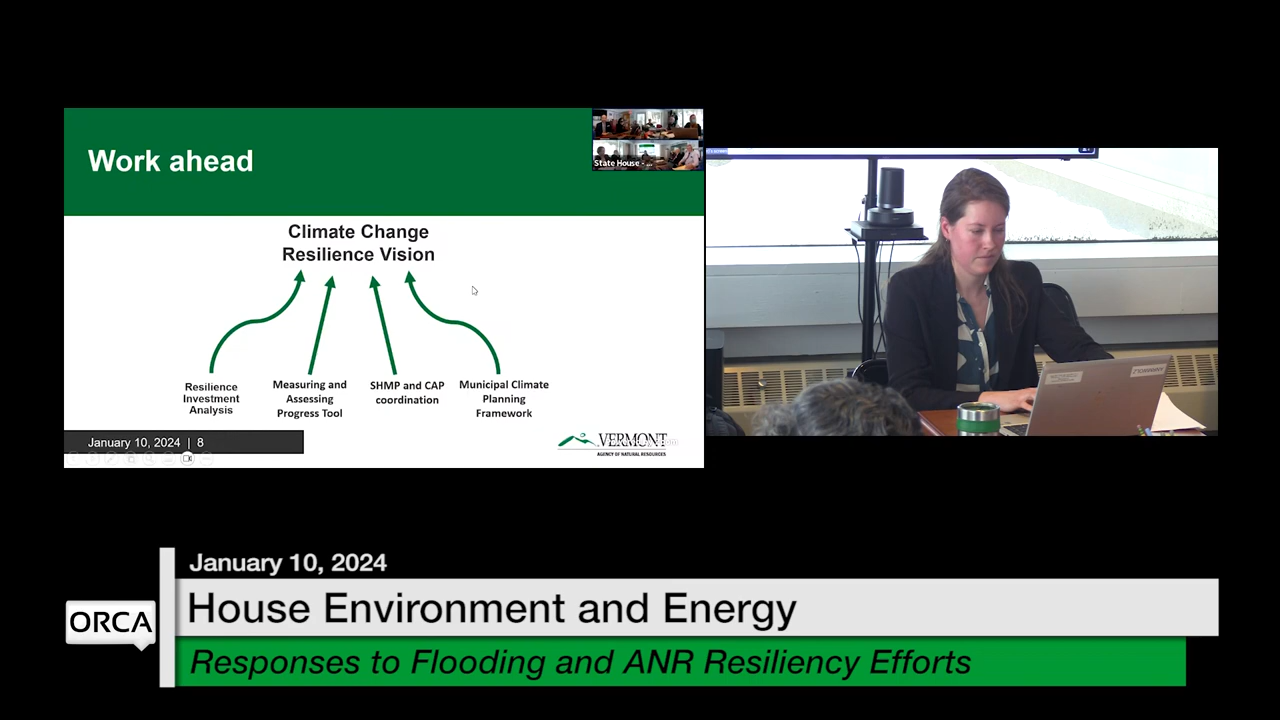 Work ahead
State House - ...
Climate Change
Resilience Vision
Resilience
Investment
Analysis
Measuring and
Assessing
Progress Tool
SHMP and CAP
coordination
Municipal Climate
Planning
Framework
January 10, 2024 | 8
VERMONT
AGENCY OF NATURAL RESOURCES
January 10, 2024
ORCA
House Environment and Energy
Responses to Flooding and ANR Resiliency Efforts